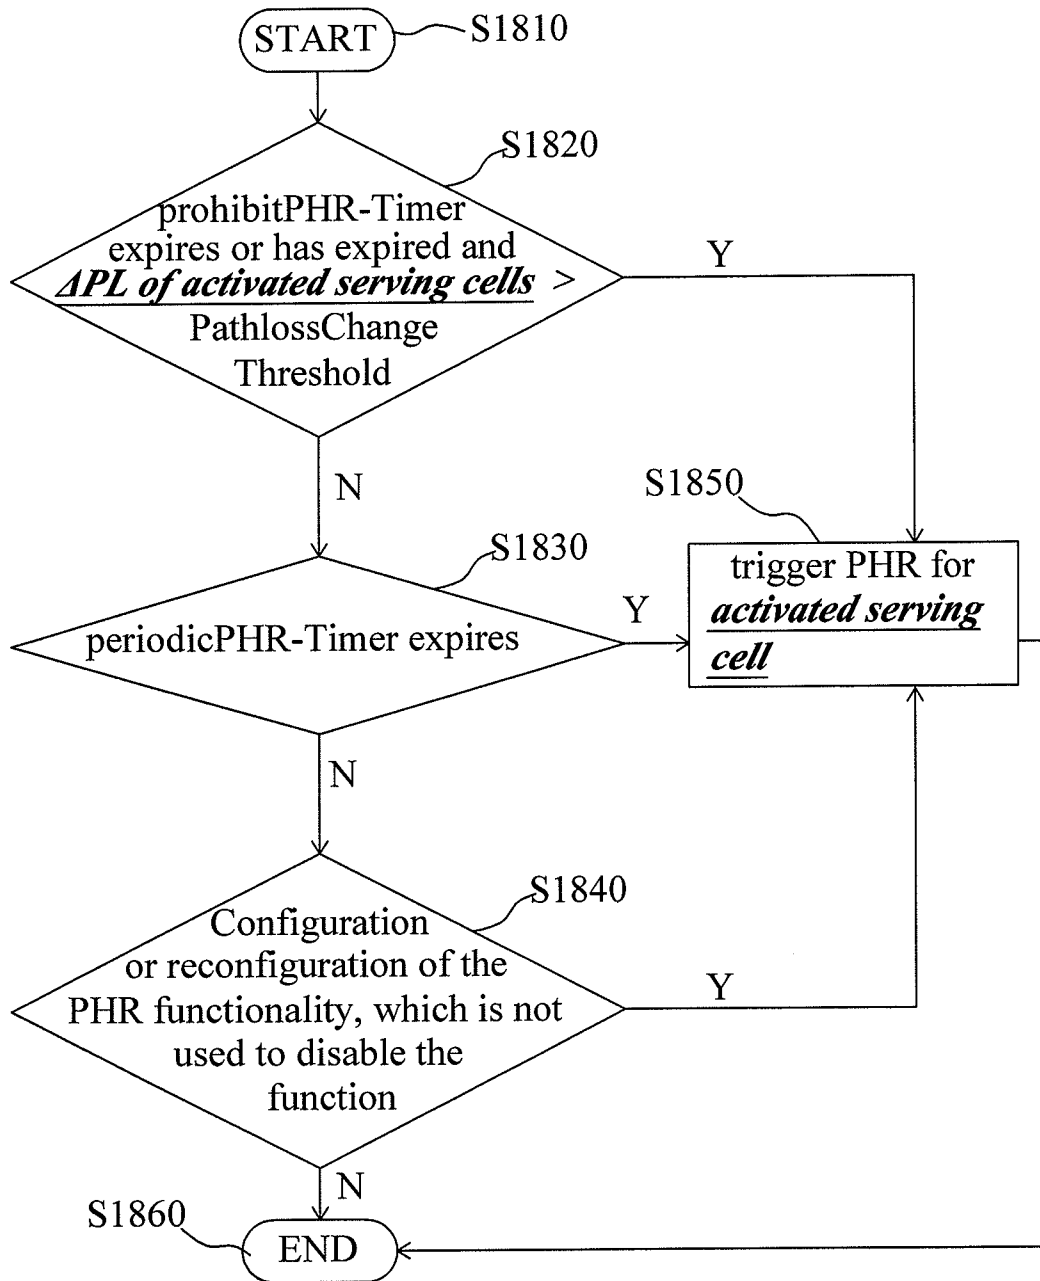 START
S1810
S1820
prohibitPHR-Timer
expires or has expired and
ΔPL of activated serving cells >
PathlossChange
Threshold
Y
N
S1850
S1830
trigger PHR for
activated serving
cell
periodicPHR-Timer expires
Y
N
S1840
Configuration
or reconfiguration of the
PHR functionality, which is not
used to disable the
function
Y
N
S1860
END